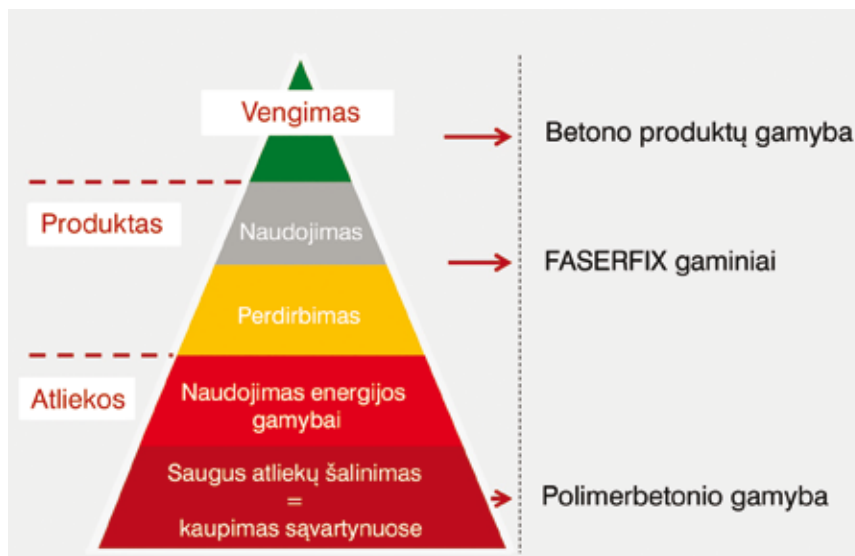 Vengimas
Betono produktų gamyba
Produktas
Naudojimas
FASERFIX gaminiai
Perdirbimas
Atliekos
Naudojimas energijos
gamybai
Saugus atliekų šalinimas
=
kaupimas sąvartynuose
Polimerbetonio gamyba